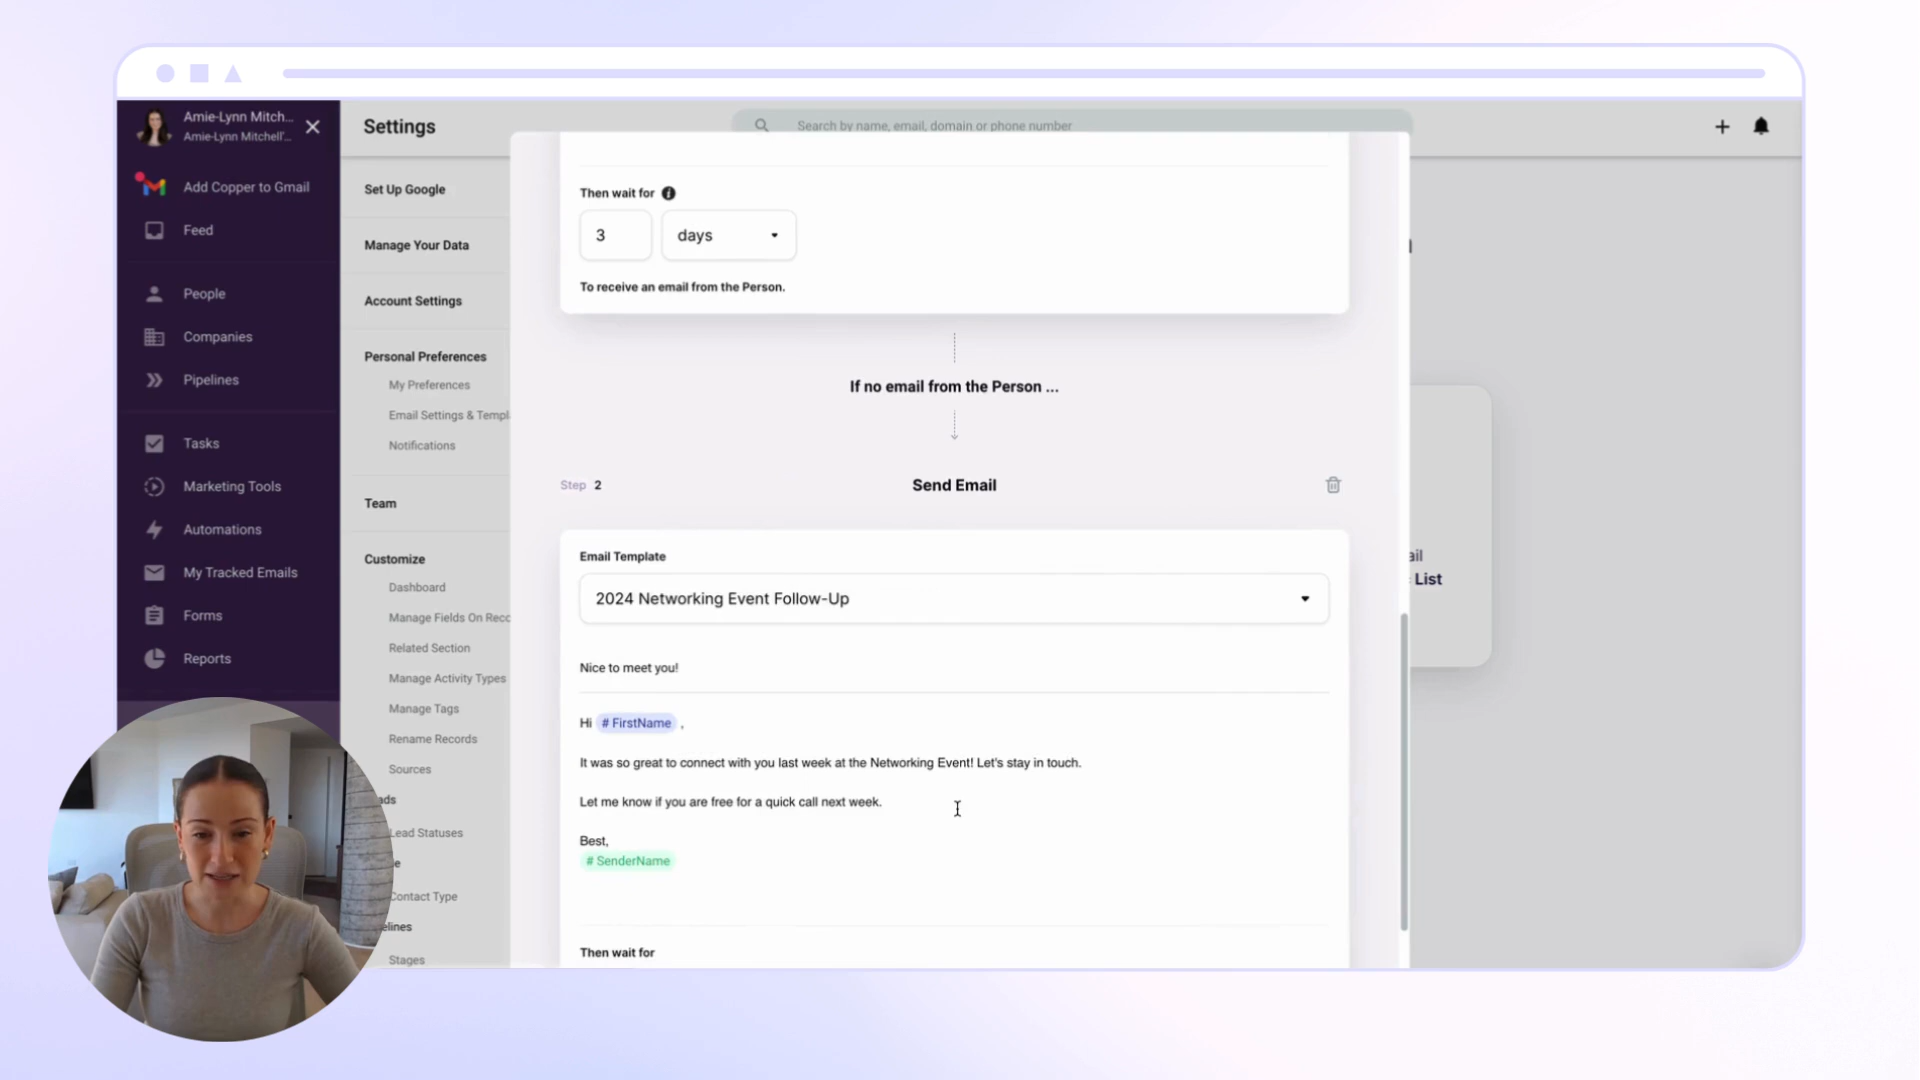 Amie-Lynn Mitch...
Amie-Lynn Mitchell'...
Add Copper to Gmail
Feed
People
Companies
Pipelines
Tasks
Marketing Tools
Automations
My Tracked Emails
Forms
Reports
Settings
Search by name, email, domain or phone number
Set Up Google
Manage Your Data
Account Settings
Personal Preferences
My Preferences
Email Settings & Templ
Notifications
Team
Customize
Dashboard
Manage Fields On Reco
Related Section
Manage Activity Types
Manage Tags
Rename Records
Sources
ads
Lead Statuses
e
Contact Type
elines
Stages
Then wait for
3 days
To receive an email from the Person.
If no email from the Person ...
Step 2
Send Email
Email Template
2024 Networking Event Follow-Up
Nice to meet you!
Hi # FirstName ,
It was so great to connect with you last week at the Networking Event! Let's stay in touch.
Let me know if you are free for a quick call next week.
Best,
# SenderName
Then wait for
ail
List